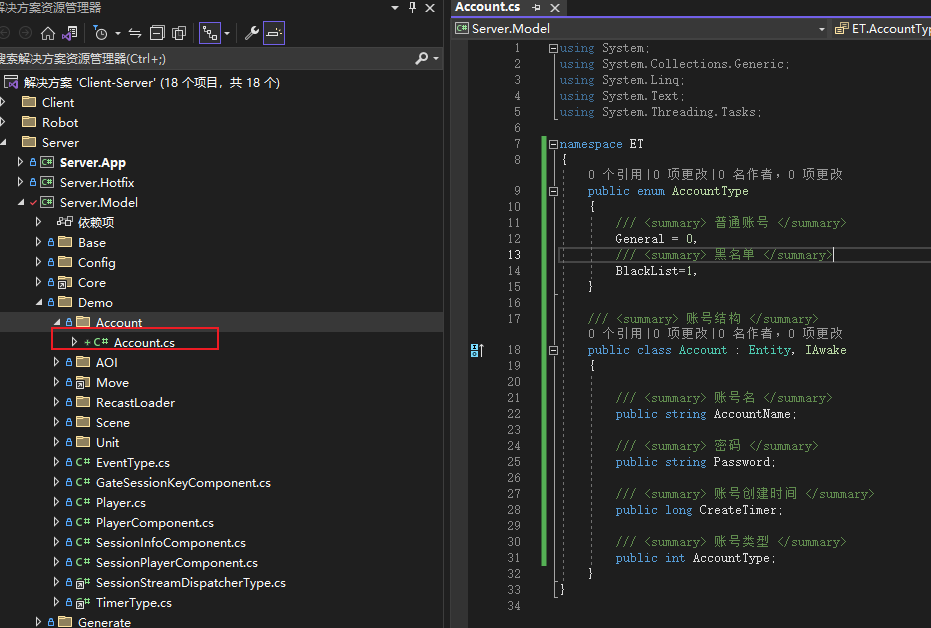 解决方案资源管理器
搜索解决方案资源管理器(Ctrl+;)
解决方案 'Client-Server' (18 个项目，共 18 个)
Client
Robot
Server
Server.App
Server.Hotfix
Server.Model
依赖项
Base
Config
Core
Demo
Account
Account.cs
AOI
Move
RecastLoader
Scene
Unit
EventType.cs
GateSessionKeyComponent.cs
Player.cs
PlayerComponent.cs
SessionInfoComponent.cs
SessionPlayerComponent.cs
SessionStreamDispatcherType.cs
TimerType.cs
Generate
Account.cs
Server.Model
ET.AccountTyp
1 using System;
2 using System.Collections.Generic;
3 using System.Linq;
4 using System.Text;
5 using System.Threading.Tasks;
6
7 namespace ET
8 {
0 个引用|0 项更改|0 名作者，0 项更改
9 public enum AccountType
10 {
11 /// <summary> 普通账号 </summary>
12 General = 0,
13 /// <summary> 黑名单 </summary>
14 BlackList=1,
15 }
16
17 /// <summary> 账号结构 </summary>
0 个引用|0 项更改|0 名作者，0 项更改
18 public class Account : Entity, IAwake
19 {
20
21 /// <summary> 账号名 </summary>
22 public string AccountName;
23
24 /// <summary> 密码 </summary>
25 public string Password;
26
27 /// <summary> 账号创建时间 </summary>
28 public long CreateTimer;
29
30 /// <summary> 账号类型 </summary>
31 public int AccountType;
32 }
33 }
34